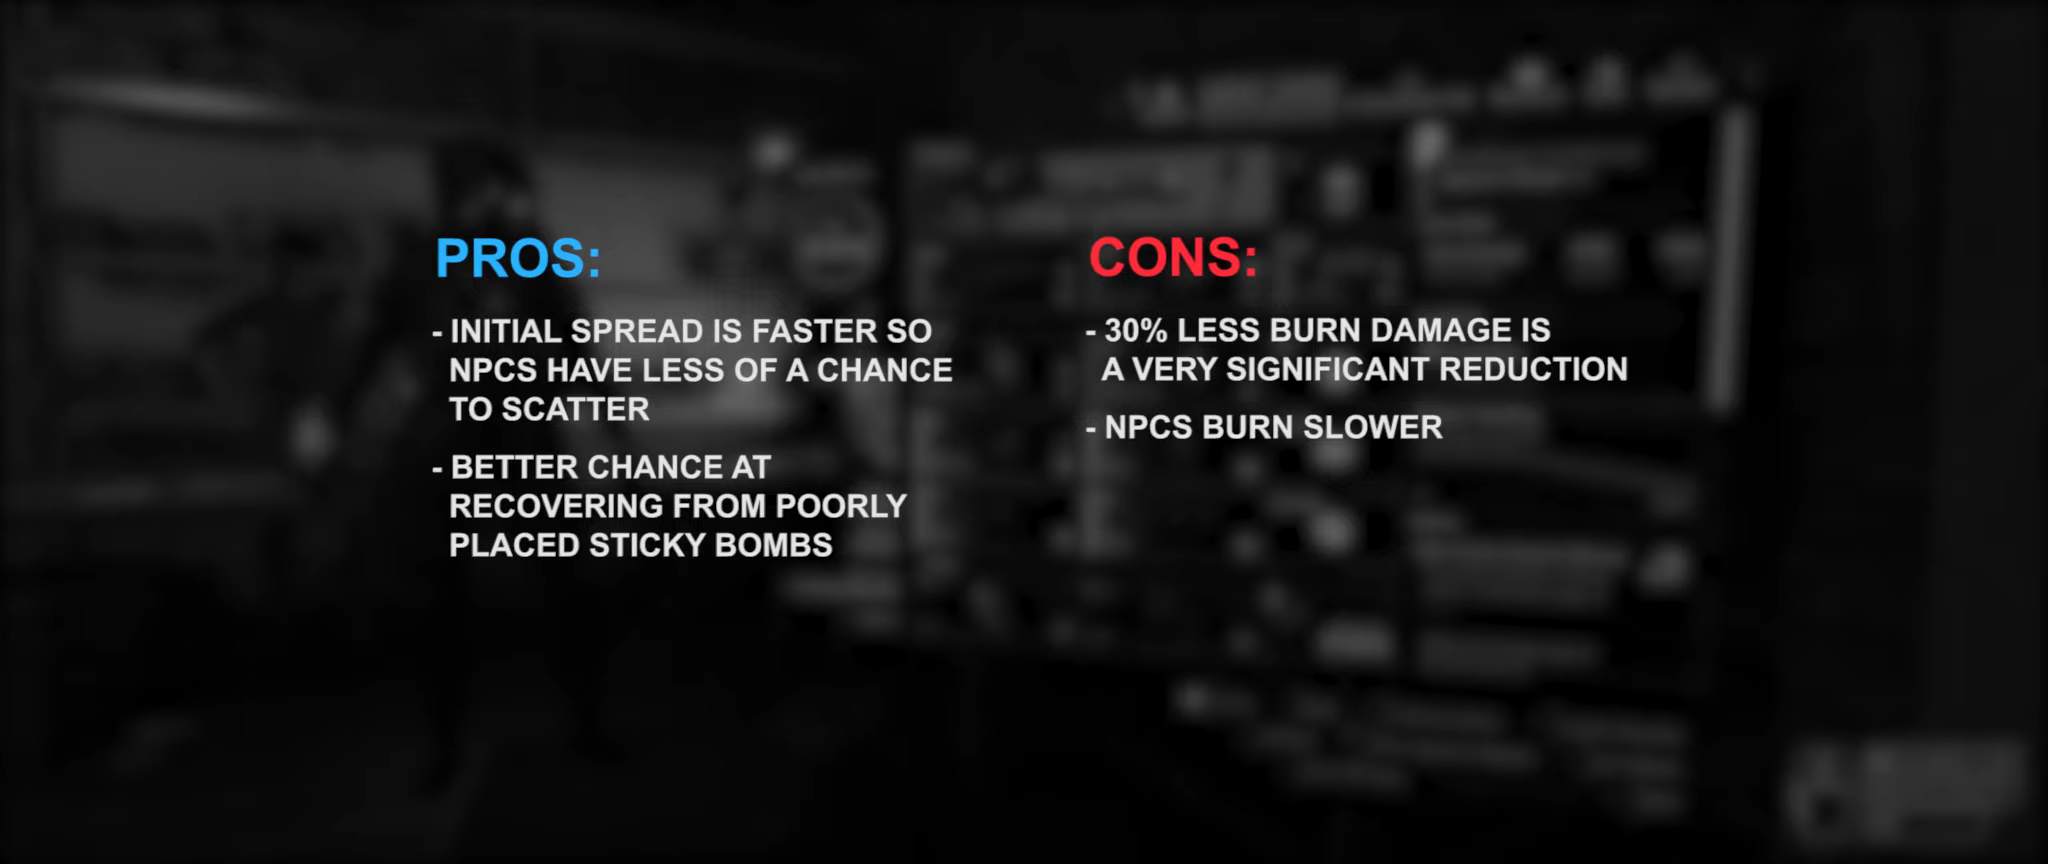 PROS:
- INITIAL SPREAD IS FASTER SO
NPCS HAVE LESS OF A CHANCE
TO SCATTER
- BETTER CHANCE AT
RECOVERING FROM POORLY
PLACED STICKY BOMBS
CONS:
- 30% LESS BURN DAMAGE IS
A VERY SIGNIFICANT REDUCTION
- NPCS BURN SLOWER